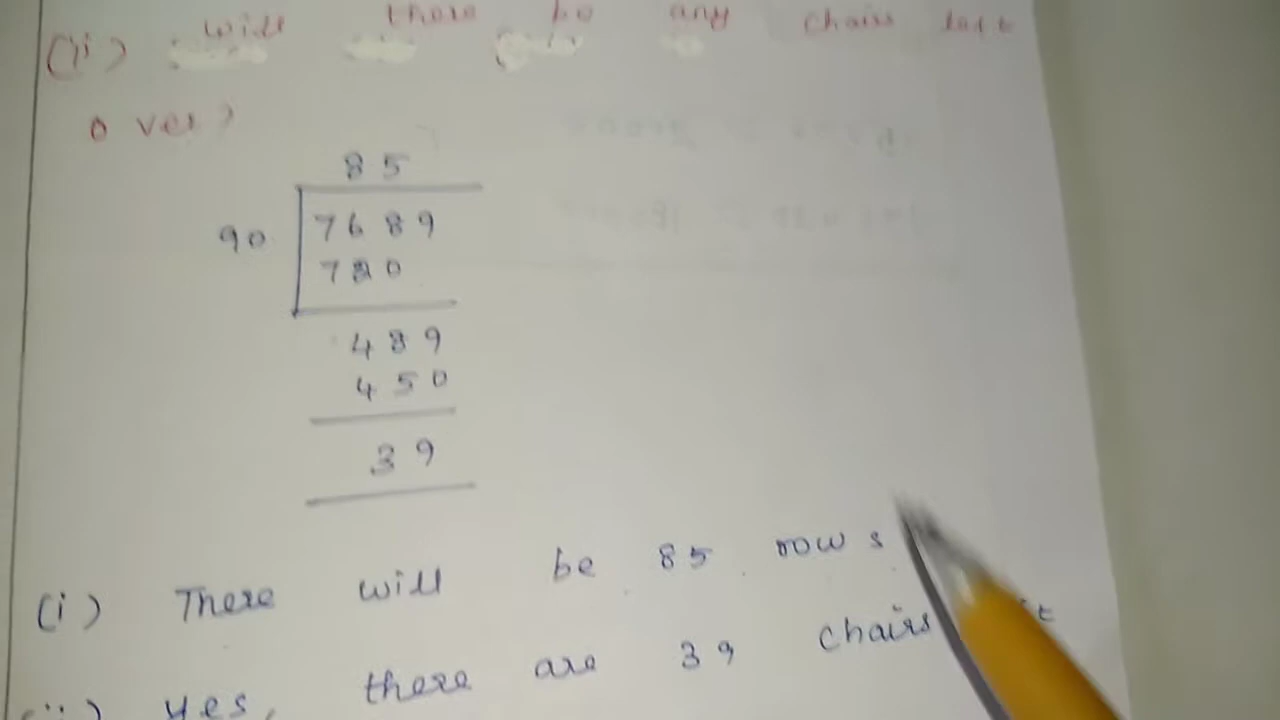 (ii) will there be any chairs left
over?
85
90 7689
720
489
450
39
(i) There will be 85 rows
(ii) yes, there are 39 chairs